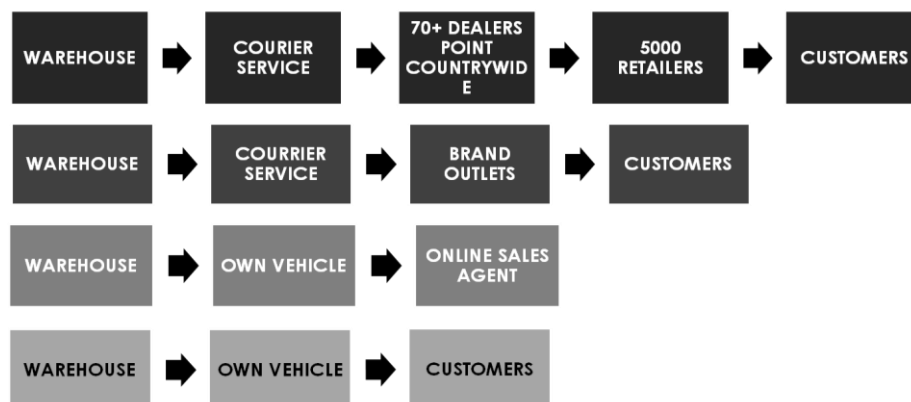 WAREHOUSE
COURIER
SERVICE
70+ DEALERS
POINT
COUNTRYWID
E
5000
RETAILERS
CUSTOMERS
WAREHOUSE
COURRIER
SERVICE
BRAND
OUTLETS
CUSTOMERS
WAREHOUSE
OWN VEHICLE
ONLINE SALES
AGENT
WAREHOUSE
OWN VEHICLE
CUSTOMERS